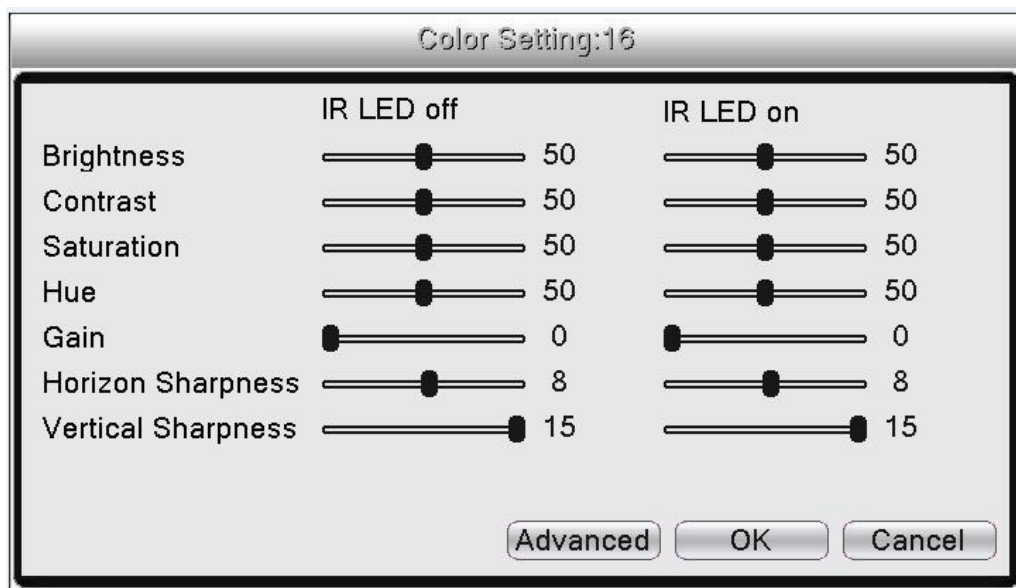 Color Setting:16
IR LED off IR LED on
Brightness 50 50
Contrast 50 50
Saturation 50 50
Hue 50 50
Gain 0 0
Horizon Sharpness 8 8
Vertical Sharpness 15 15
Advanced OK Cancel